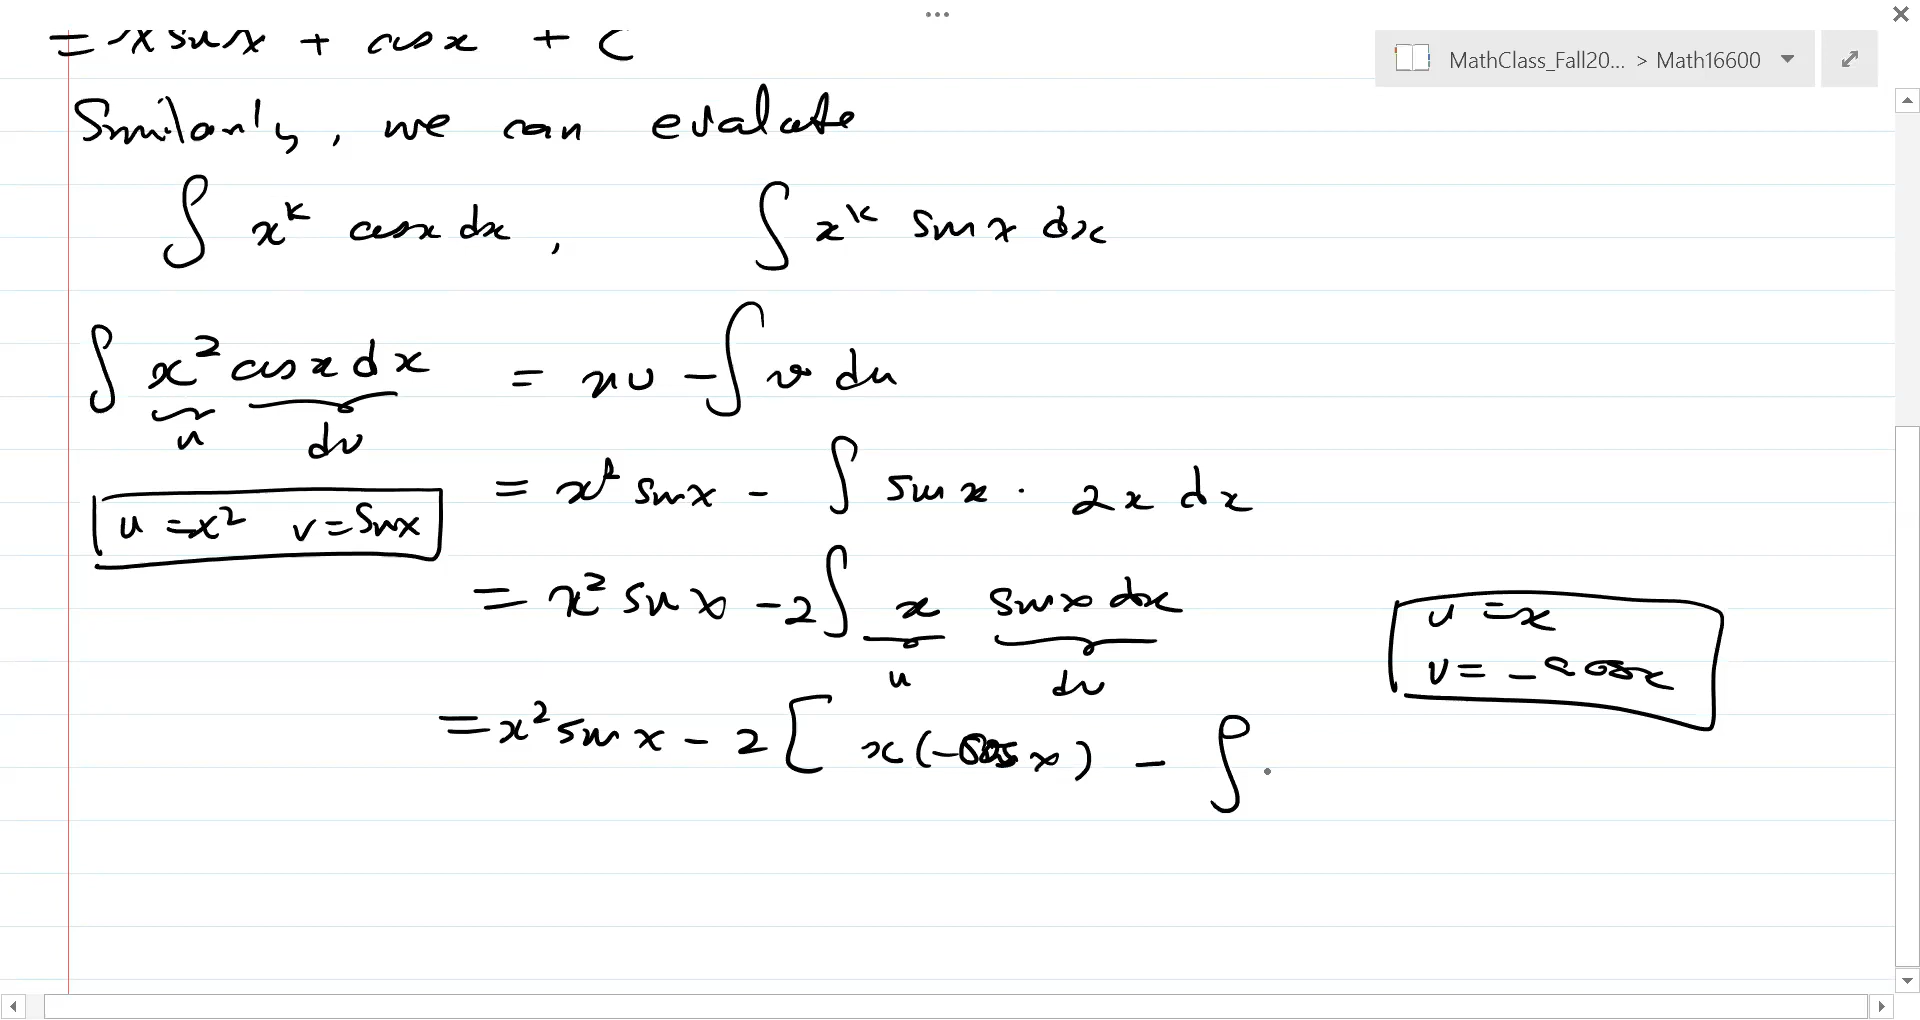 = x sin x + cos x + C
MathClass_Fall20... > Math16600
Similarly, we can evaluate
∫ x^k cos x dx, ∫ x^k sin x dx
∫ x² cos x dx = uv - ∫ v du
u dv
= x² sin x - ∫ sin x · 2x dx
u = x² v = sin x
= x² sin x - 2 ∫ x sin x dx
u dv
u = x
v = - cos x
= x² sin x - 2 [ x (-cos x) - ∫